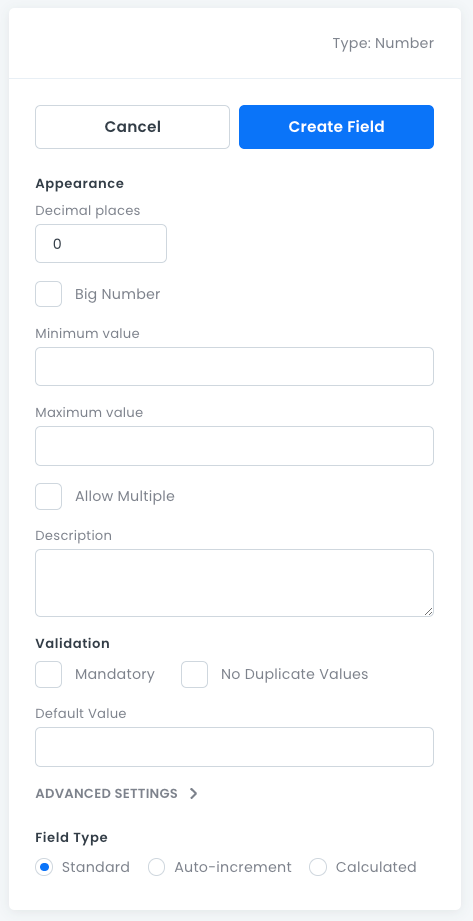 Type: Number
Cancel Create Field
Appearance
Decimal places
0
Big Number
Minimum value
Maximum value
Allow Multiple
Description
Validation
Mandatory No Duplicate Values
Default Value
ADVANCED SETTINGS
Field Type
Standard Auto-increment Calculated